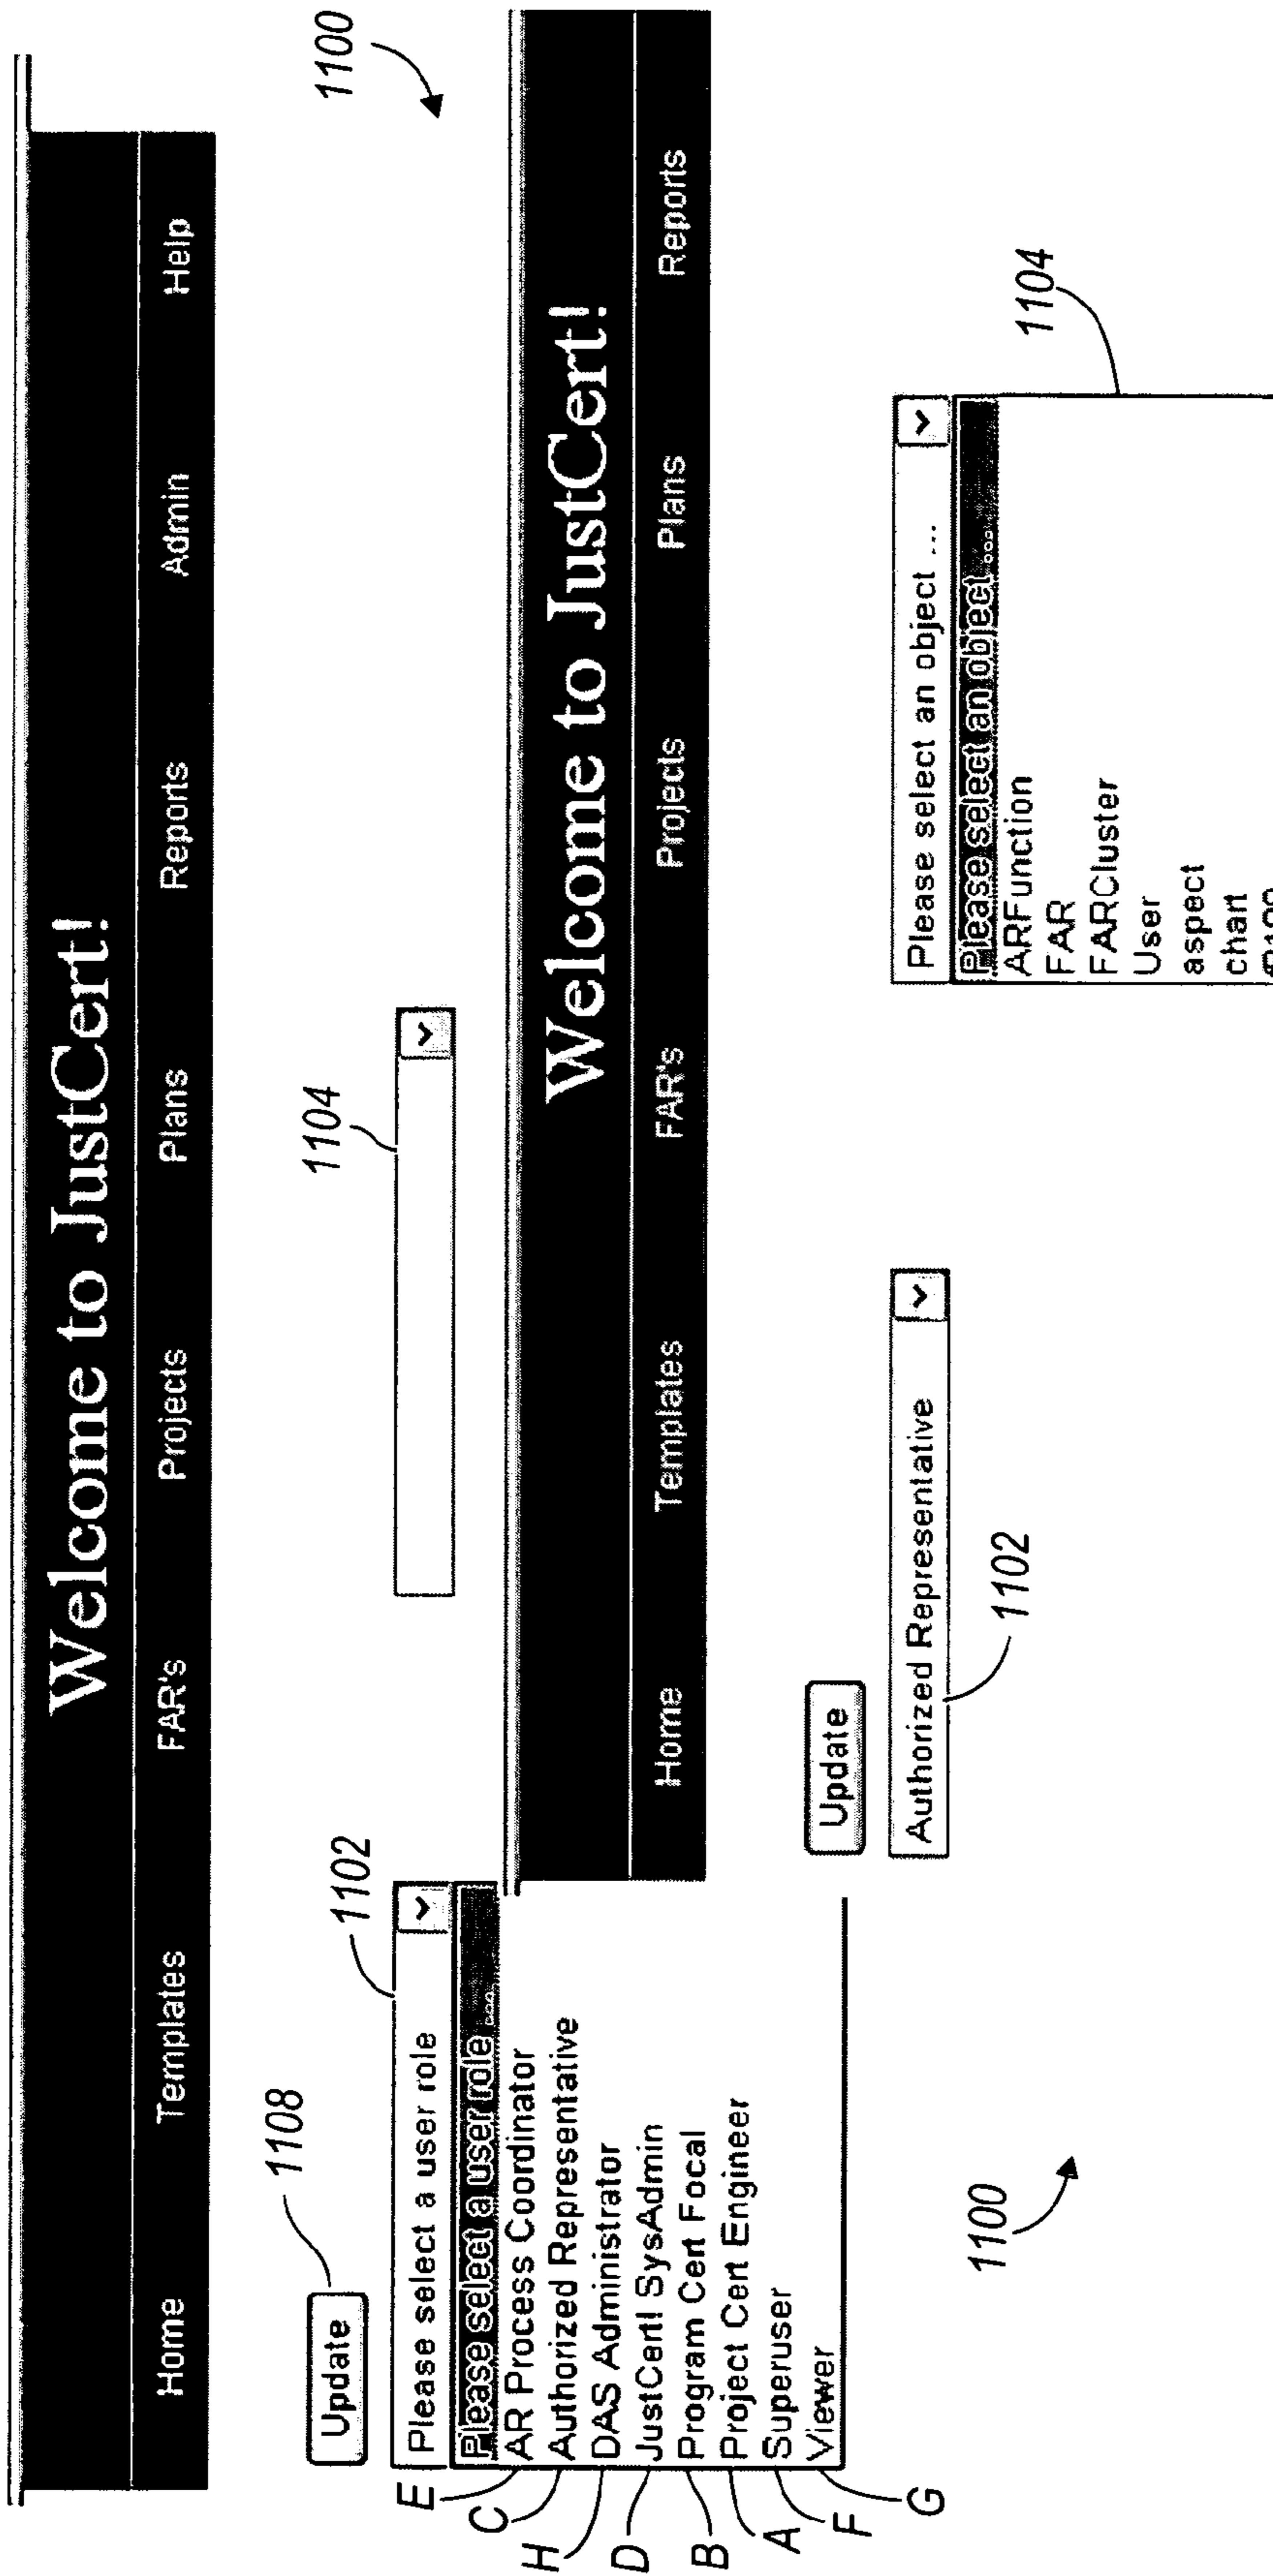 Welcome to JustCert!
Home Templates FAR's Projects Plans Reports Admin Help
1108
Update
1102
1104
1100
Please select a user role
Please select a user role ...
E AR Process Coordinator
C Authorized Representative
H DAS Administrator
D JustCert! SysAdmin
B Program Cert Focal
A Project Cert Engineer
F Superuser
G Viewer
Welcome to JustCert!
Home Templates FAR's Projects Plans Reports
1100
Update
Authorized Representative
1102
Please select an object ...
Please select an object ...
1104
ARFunction
FAR
FARCluster
User
aspect
chart